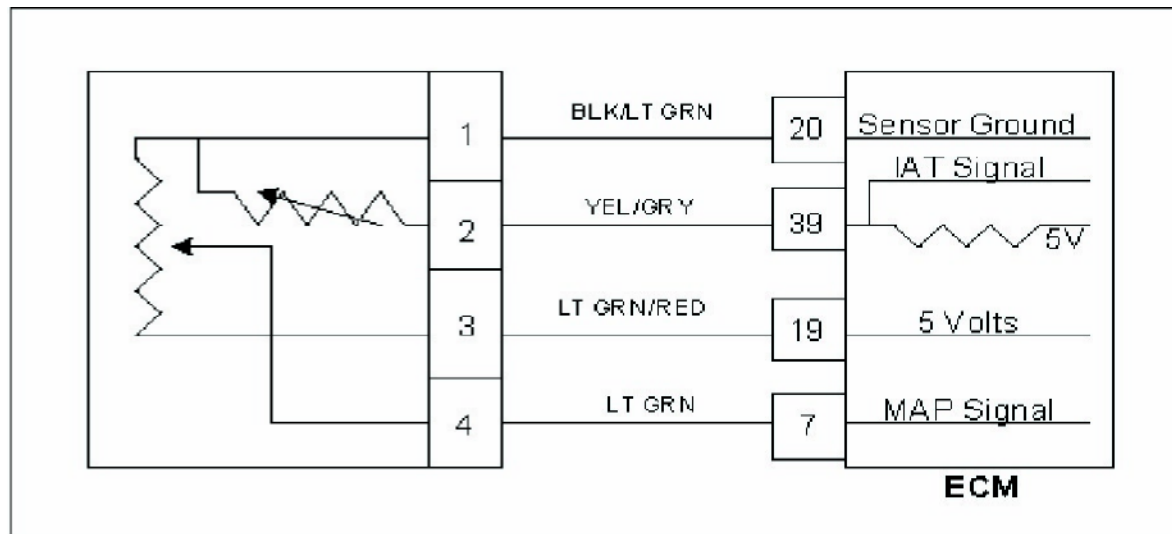 1 BLK/LT GRN 20 Sensor Ground
IAT Signal
2 YEL/GRY 39 5V
3 LT GRN/RED 19 5 Volts
4 LT GRN 7 MAP Signal
ECM